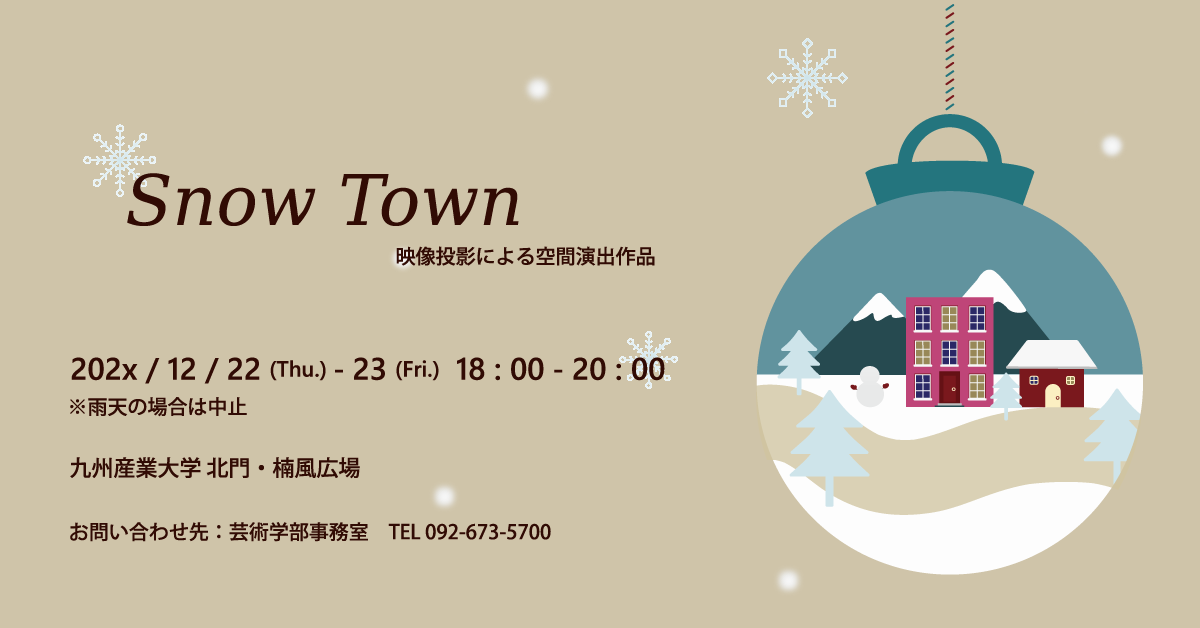 Snow Town
映像投影による空間演出作品
202x / 12 / 22 (Thu.) - 23 (Fri.) 18 : 00 - 20 : 00
※雨天の場合は中止
九州産業大学 北門・楠風広場
お問い合わせ先：芸術学部事務室　TEL 092-673-5700